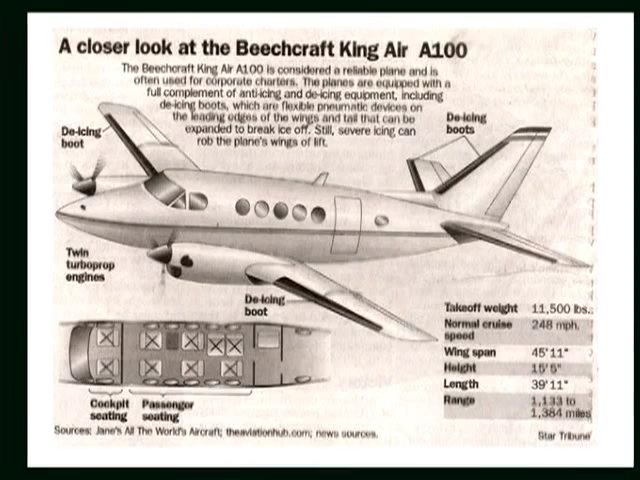 A closer look at the Beechcraft King Air A100
The Beechcraft King Air A100 is considered a reliable plane and is
often used for corporate charters. The planes are equipped with a
full complement of anti-icing and de-icing equipment, including
de-icing boots, which are flexible pneumatic devices on
the leading edges of the wings and tail that can be
expanded to break ice off. Still, severe icing can
rob the plane's wings of lift.
De-icing
boot
De-icing
boots
Twin
turboprop
engines
De-icing
boot
Takeoff weight 11,500 lbs.
Normal cruise 248 mph.
speed
Wing span 45'11"
Height 15'5"
Length 39'11"
Range 1,133 to
1,384 miles
Cockpit Passenger
seating seating
Sources: Jane's All The World's Aircraft; theaviationhub.com; news sources.
Star Tribune